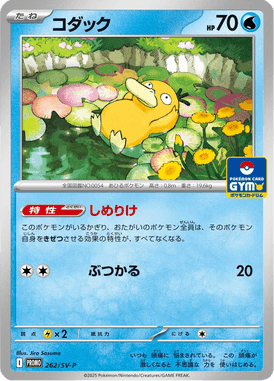 たね コダック HP70
POKÉMON CARD
GYM
ポケモンカードジム
全国図鑑NO.0054 あひるポケモン 高さ:0.8m 重さ:19.6kg
特性 しめりけ
このポケモンがいるかぎり、おたがいのポケモン全員は、そのポケモン
自身をきぜつさせる効果の特性が、すべてなくなる。
ぶつかる 20
弱点 ×2 抵抗力 にげる
Illus. Jiro Sasumo
I PROMO 262/SV-P
いつも 頭痛に 悩まされている。この 頭痛が
激しくなると 不思議な 力を 使いはじめる。
©2025 Pokémon/Nintendo/Creatures/GAME FREAK.